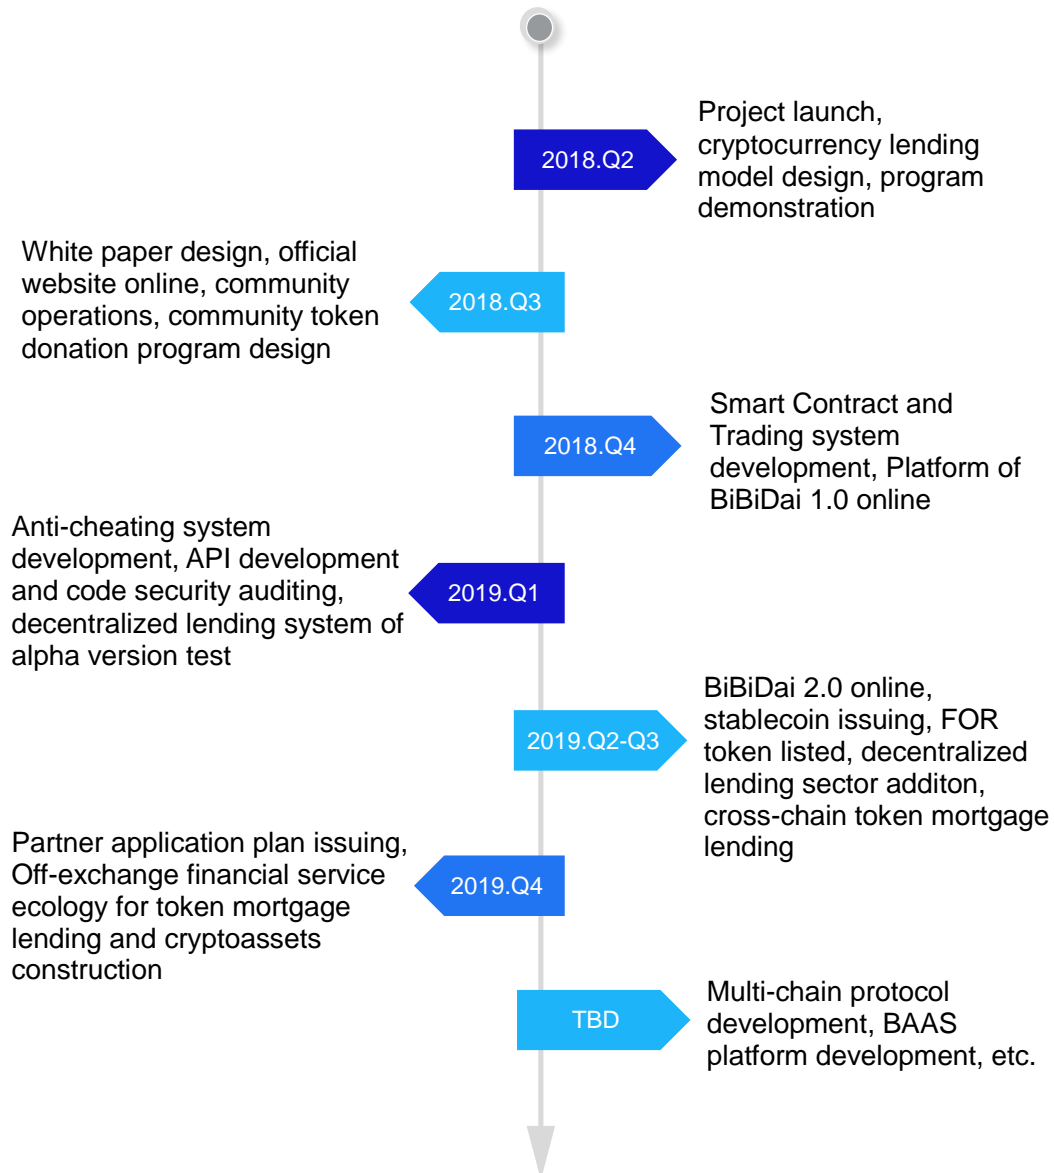 2018.Q2
Project launch,
cryptocurrency lending
model design, program
demonstration
White paper design, official
website online, community
operations, community token
donation program design
2018.Q3
2018.Q4
Smart Contract and
Trading system
development, Platform of
BiBiDai 1.0 online
Anti-cheating system
development, API development
and code security auditing,
decentralized lending system of
alpha version test
2019.Q1
2019.Q2-Q3
BiBiDai 2.0 online,
stablecoin issuing, FOR
token listed, decentralized
lending sector additon,
cross-chain token mortgage
lending
Partner application plan issuing,
Off-exchange financial service
ecology for token mortgage
lending and cryptoassets
construction
2019.Q4
TBD
Multi-chain protocol
development, BAAS
platform development, etc.